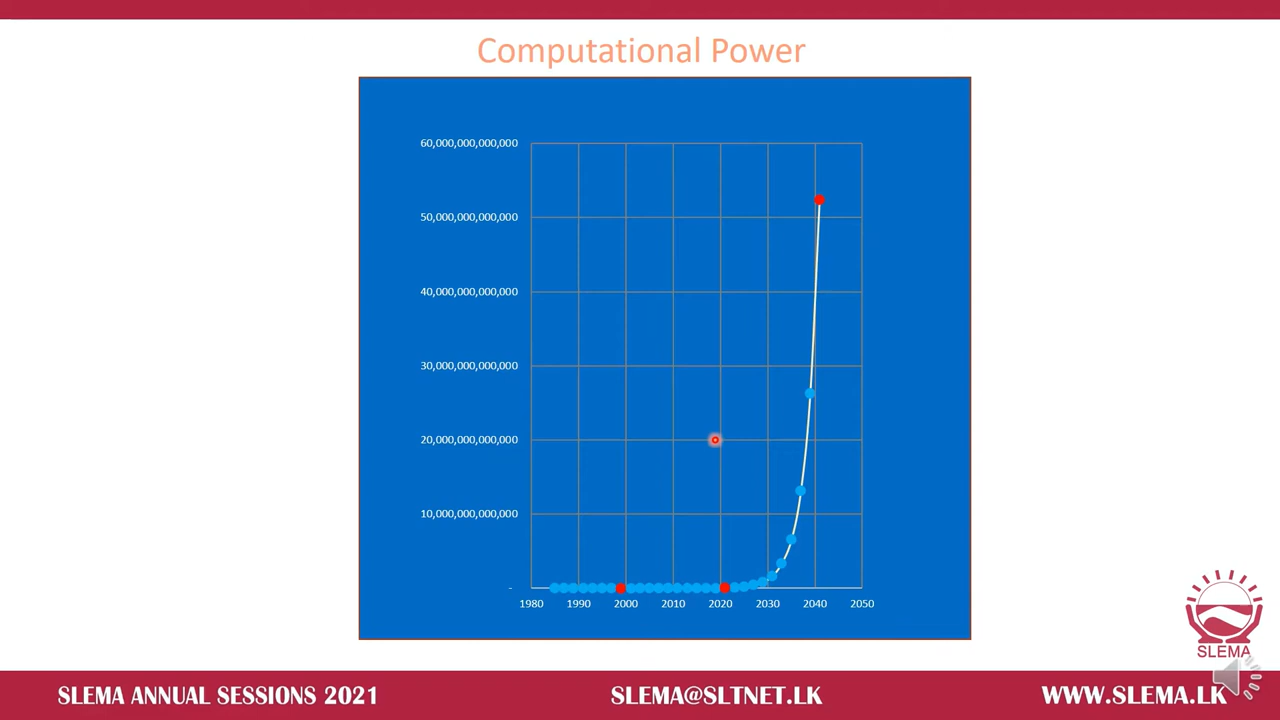 Computational Power
60,000,000,000,000
50,000,000,000,000
40,000,000,000,000
30,000,000,000,000
20,000,000,000,000
10,000,000,000,000
-
1980 1990 2000 2010 2020 2030 2040 2050
SLEMA
SLEMA ANNUAL SESSIONS 2021 SLEMA@SLTNET.LK WWW.SLEMA.LK